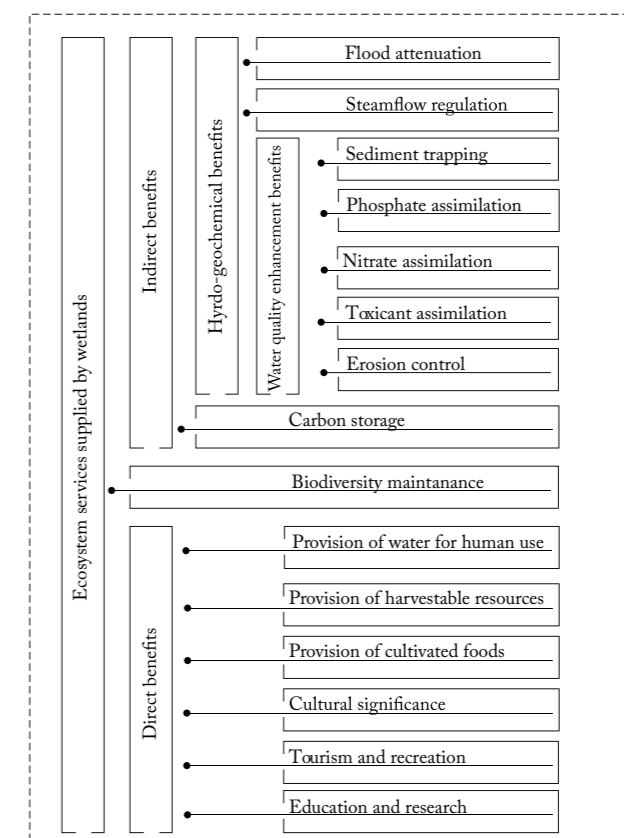 Ecosystem services supplied by wetlands
Indirect benefits
Hyrdo-geochemical benefits
Flood attenuation
Steamflow regulation
Water quality enhancement benefits
Sediment trapping
Phosphate assimilation
Nitrate assimilation
Toxicant assimilation
Erosion control
Carbon storage
Biodiversity maintanance
Direct benefits
Provision of water for human use
Provision of harvestable resources
Provision of cultivated foods
Cultural significance
Tourism and recreation
Education and research